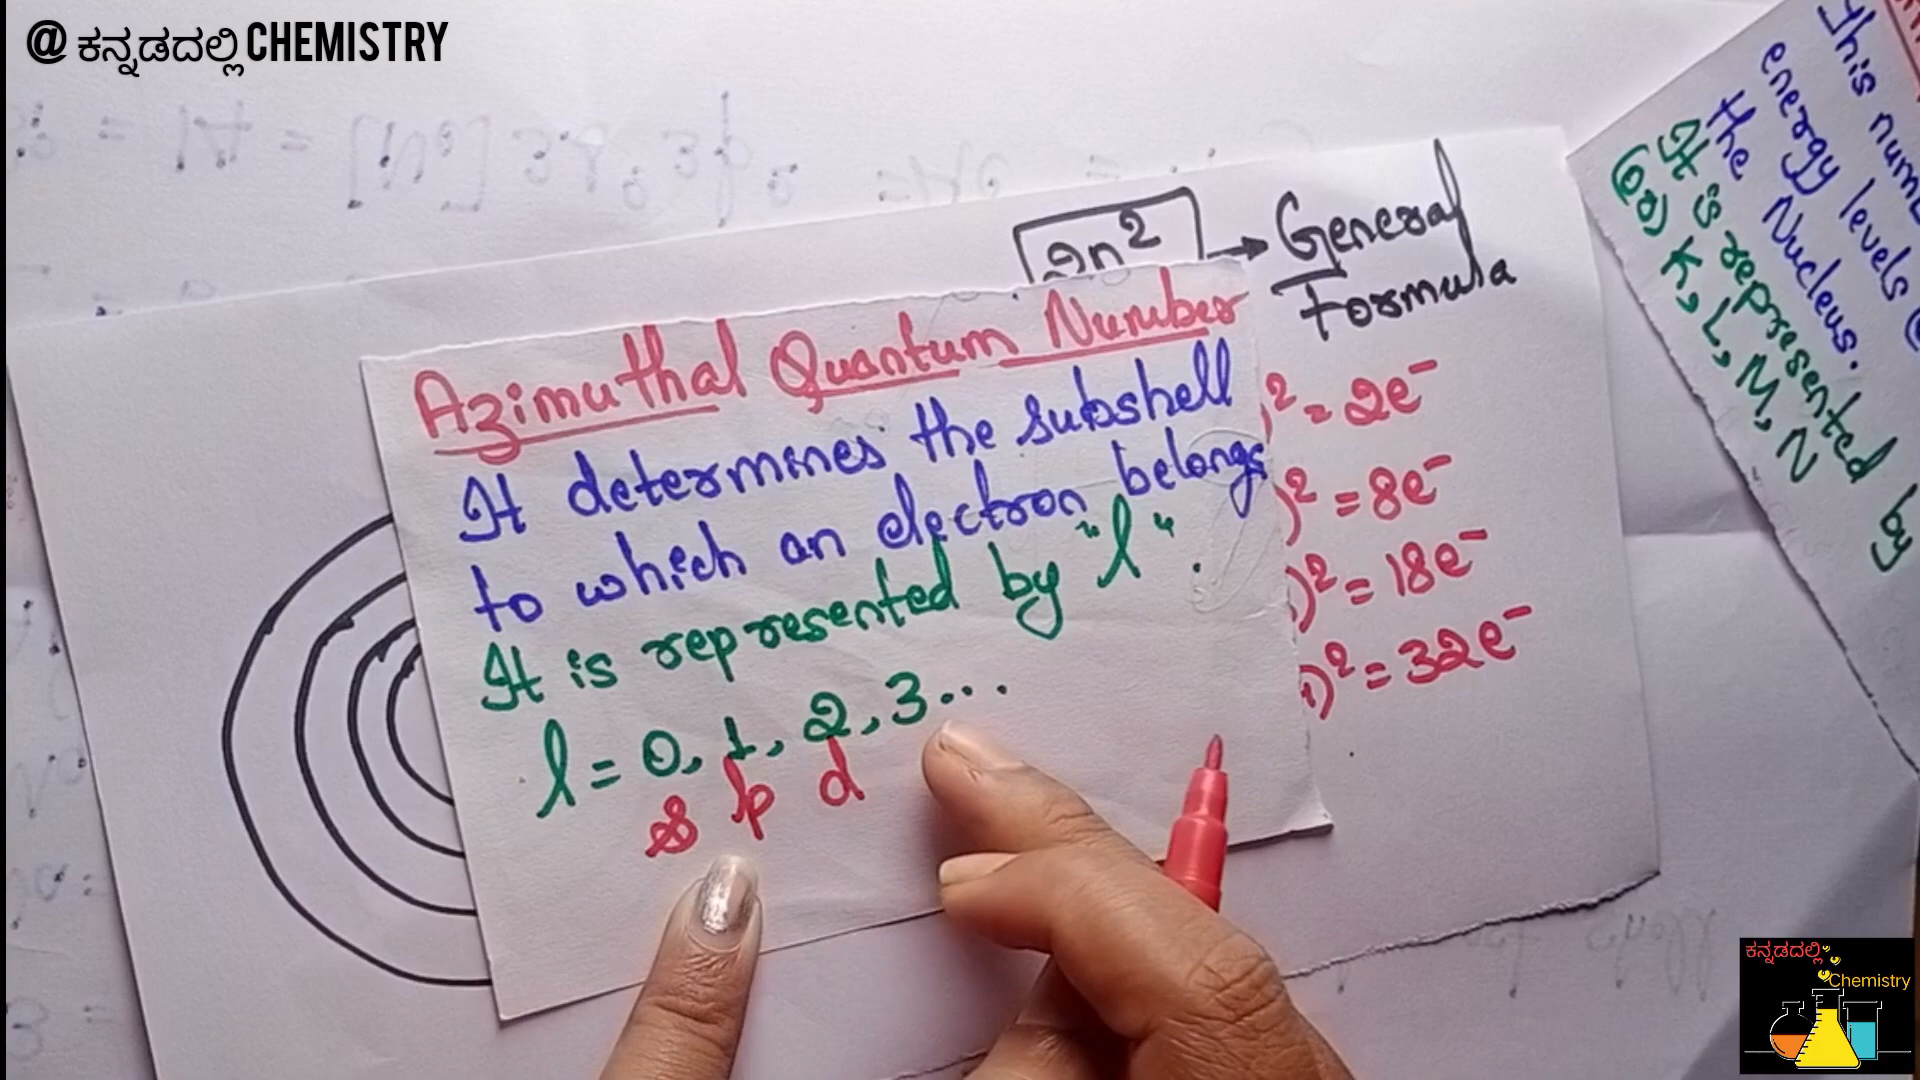 @ ಕನ್ನಡದಲ್ಲಿ CHEMISTRY
2n² → General
Formula
Azimuthal Quantum Number
It determines the subshell
to which an electron belongs
It is represented by "l".
l = 0, 1, 2, 3...
s p d
)² = 2e⁻
)² = 8e⁻
)² = 18e⁻
)² = 32e⁻
This
energy levels
the Nucleus.
It is represented by
(or) K, L, M, N
ಕನ್ನಡದಲ್ಲಿ
Chemistry